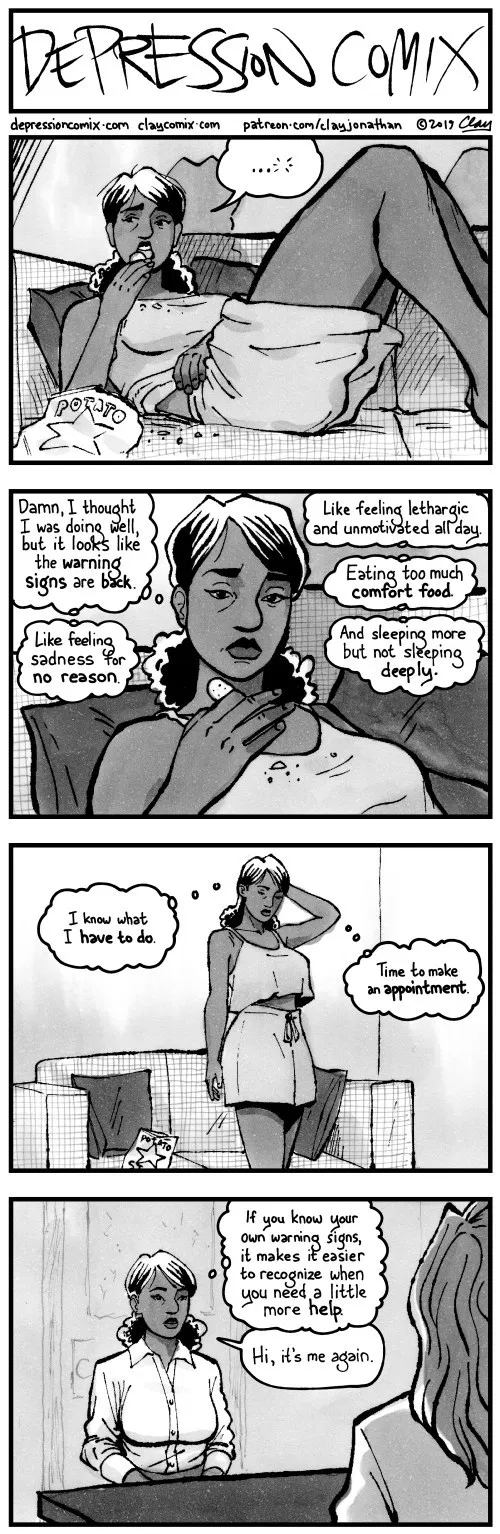 DEPRESSION COMIX
depressioncomix.com claycomix.com patreon.com/clayjonathan ©2019 Clay
....
POTATO
Damn, I thought
I was doing well,
but it looks like
the warning
signs are back.
Like feeling
sadness for
no reason.
Like feeling lethargic
and unmotivated all day.
Eating too much
comfort food.
And sleeping more
but not sleeping
deeply.
I know what
I have to do.
Time to make
an appointment.
POTATO
If you know your
own warning signs,
it makes it easier
to recognize when
you need a little
more help.
Hi, it's me again.